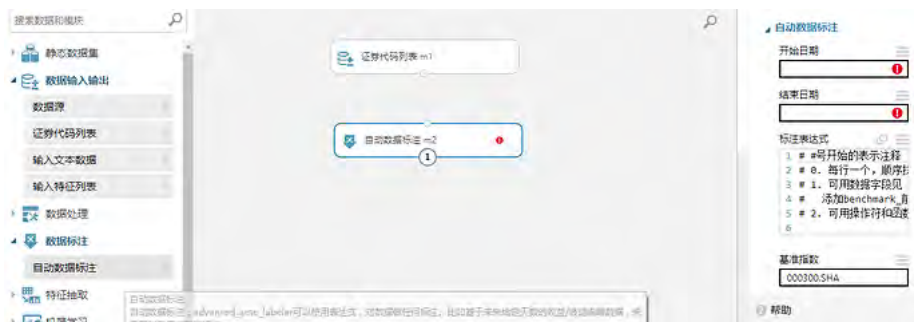 搜索数据和模块
静态数据集
数据输入输出
数据源
证券代码列表
输入文本数据
输入特征列表
数据处理
数据标注
自动数据标注
特征抽取
机器学习
证券代码列表 m1
自动数据标注 m2
1
自动数据标注
自动数据标注
开始日期
结束日期
标注表达式
1 # #号开始的表示注释
2 # 0. 每行一个，顺序
3 # 1. 可用数据字段见
4 # 添加benchmark_
5 # 2. 可用操作符和函数
6
基准指数
000300.SHA
帮助